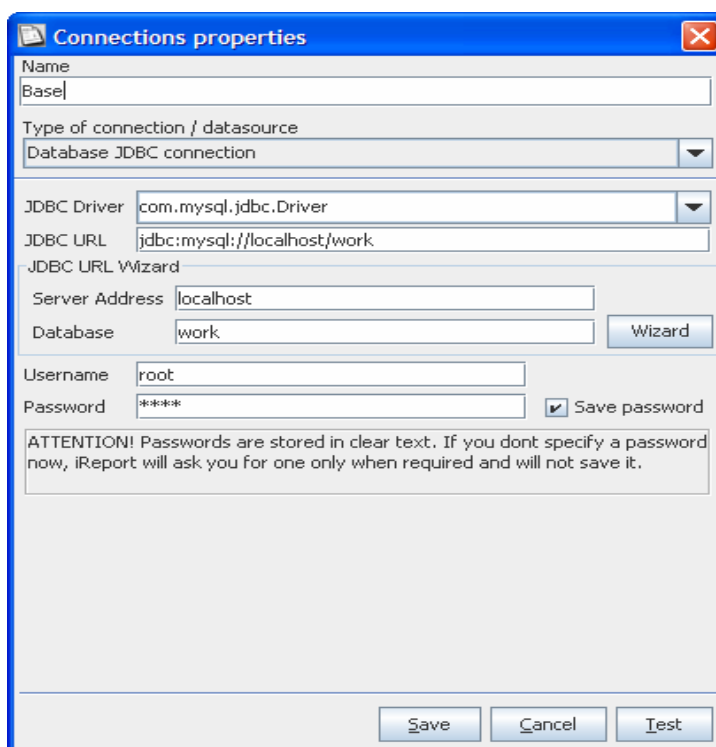 Connections properties
Name
Base
Type of connection / datasource
Database JDBC connection
JDBC Driver com.mysql.jdbc.Driver
JDBC URL jdbc:mysql://localhost/work
JDBC URL Wizard
Server Address localhost
Database work Wizard
Username root
Password **** Save password
ATTENTION! Passwords are stored in clear text. If you dont specify a password
now, iReport will ask you for one only when required and will not save it.
Save Cancel Test